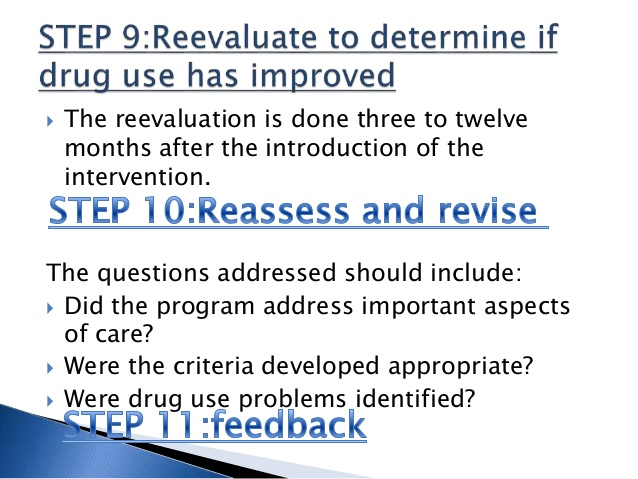 STEP 9:Reevaluate to determine if
drug use has improved
The reevaluation is done three to twelve
months after the introduction of the
intervention.
STEP 10:Reassess and revise
The questions addressed should include:
Did the program address important aspects
of care?
Were the criteria developed appropriate?
Were drug use problems identified?
STEP 11:feedback